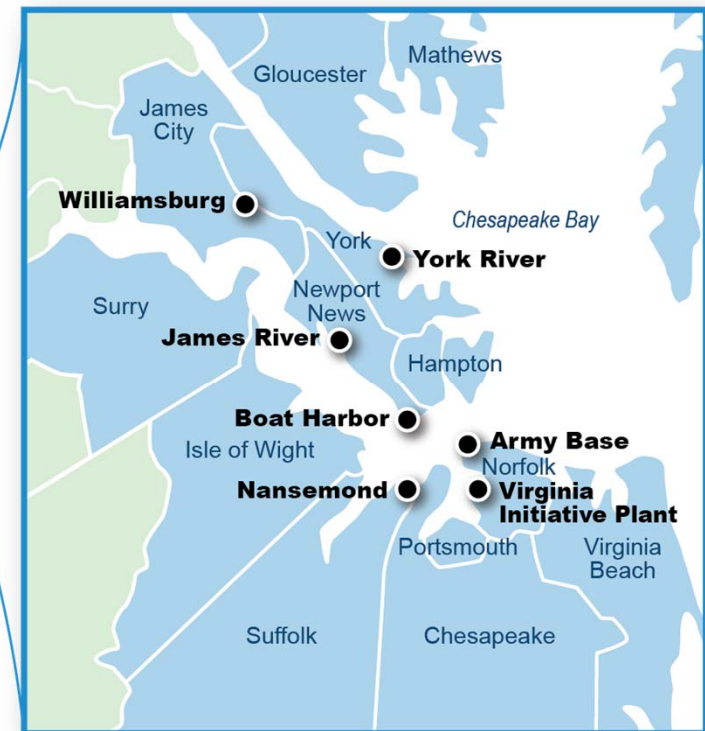 Mathews
Gloucester
James
City
Williamsburg
Chesapeake Bay
York
York River
Newport
News
Surry
James River
Hampton
Boat Harbor
Army Base
Isle of Wight
Norfolk
Nansemond
Virginia
Initiative Plant
Portsmouth
Virginia
Beach
Suffolk
Chesapeake